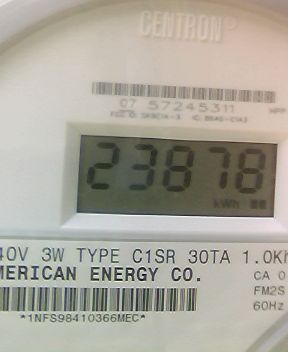 CENTRON®
07 57245311
23878
kWh
40V 3W TYPE C1SR 30TA 1.0Kh
MERICAN ENERGY CO.
CA 0
FM2S
60Hz
*1NFS98410366MEC*